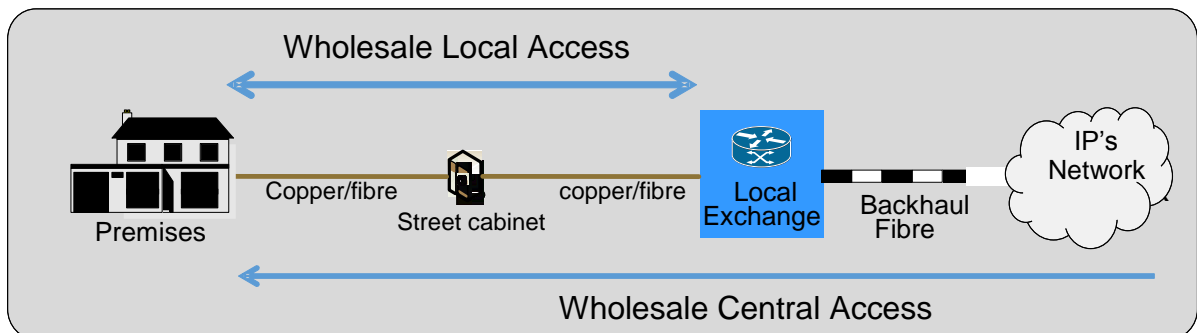 Wholesale Local Access
Premises
Copper/fibre
Street cabinet
copper/fibre
Local
Exchange
Backhaul
Fibre
IP's
Network
Wholesale Central Access